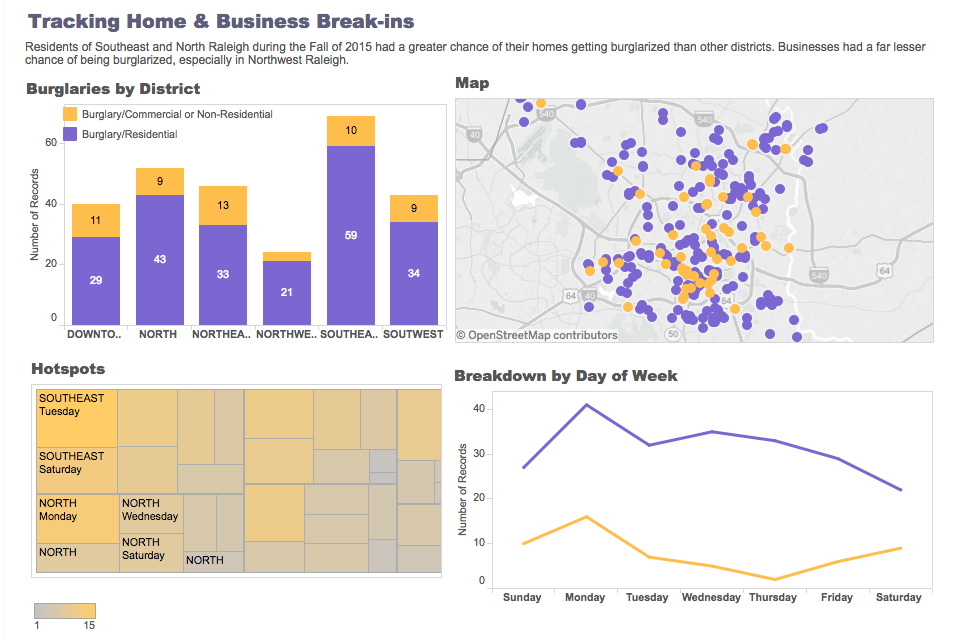 Tracking Home & Business Break-ins
Residents of Southeast and North Raleigh during the Fall of 2015 had a greater chance of their homes getting burglarized than other districts. Businesses had a far lesser
chance of being burglarized, especially in Northwest Raleigh.
Burglaries by District
Burglary/Commercial or Non-Residential
Burglary/Residential
Number of Records
60
40
20
0
11
29
9
43
13
33
21
10
59
9
34
DOWNTO..
NORTH
NORTHEA..
NORTHWE..
SOUTHEA..
SOUTWEST
Map
540
540
40
540
64
64
40
64
50
© OpenStreetMap contributors
Hotspots
SOUTHEAST
Tuesday
SOUTHEAST
Saturday
NORTH
Monday
NORTH
Wednesday
NORTH
NORTH
Saturday
NORTH
1
15
Breakdown by Day of Week
Number of Records
40
30
20
10
0
Sunday
Monday
Tuesday
Wednesday
Thursday
Friday
Saturday